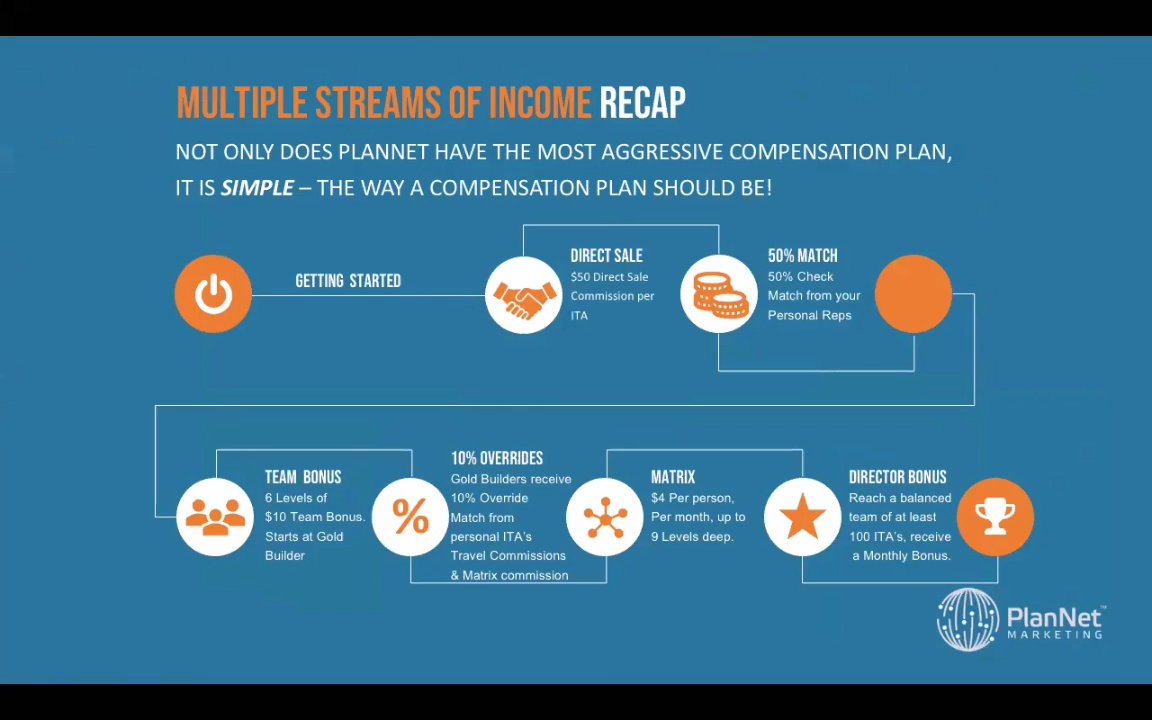 MULTIPLE STREAMS OF INCOME RECAP
NOT ONLY DOES PLANNET HAVE THE MOST AGGRESSIVE COMPENSATION PLAN,
IT IS SIMPLE – THE WAY A COMPENSATION PLAN SHOULD BE!
GETTING STARTED
DIRECT SALE
$50 Direct Sale
Commission per
ITA
50% MATCH
50% Check
Match from your
Personal Reps
TEAM BONUS
6 Levels of
$10 Team Bonus.
Starts at Gold
Builder
%
10% OVERRIDES
Gold Builders receive
10% Override
Match from
personal ITA's
Travel Commissions
& Matrix commission
MATRIX
$4 Per person,
Per month, up to
9 Levels deep.
DIRECTOR BONUS
Reach a balanced
team of at least
100 ITA's, receive
a Monthly Bonus.
PlanNet™
MARKETING